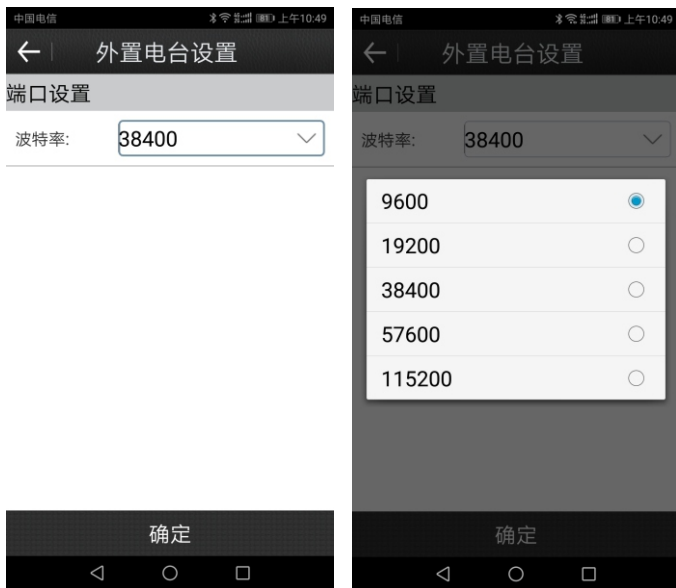 中国电信 上午10:49
外置电台设置
端口设置
波特率: 38400
确定
中国电信 上午10:49
外置电台设置
端口设置
波特率: 38400
9600
19200
38400
57600
115200
确定